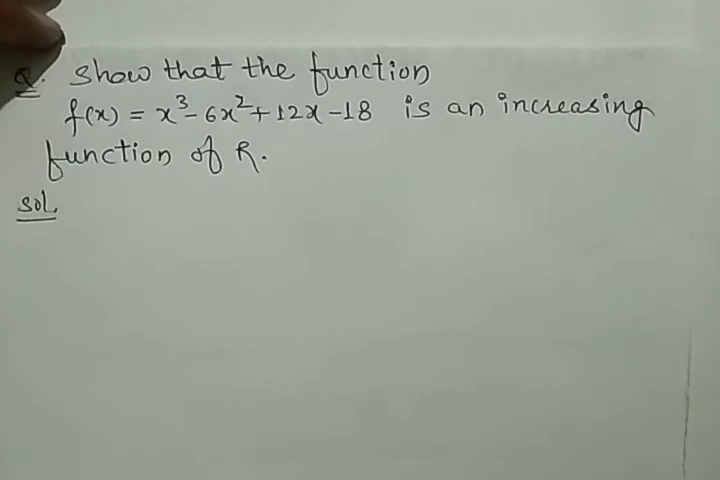 Q. Show that the function
f(x) = x³ - 6x² + 12x - 18 is an increasing
function of R.
Sol.